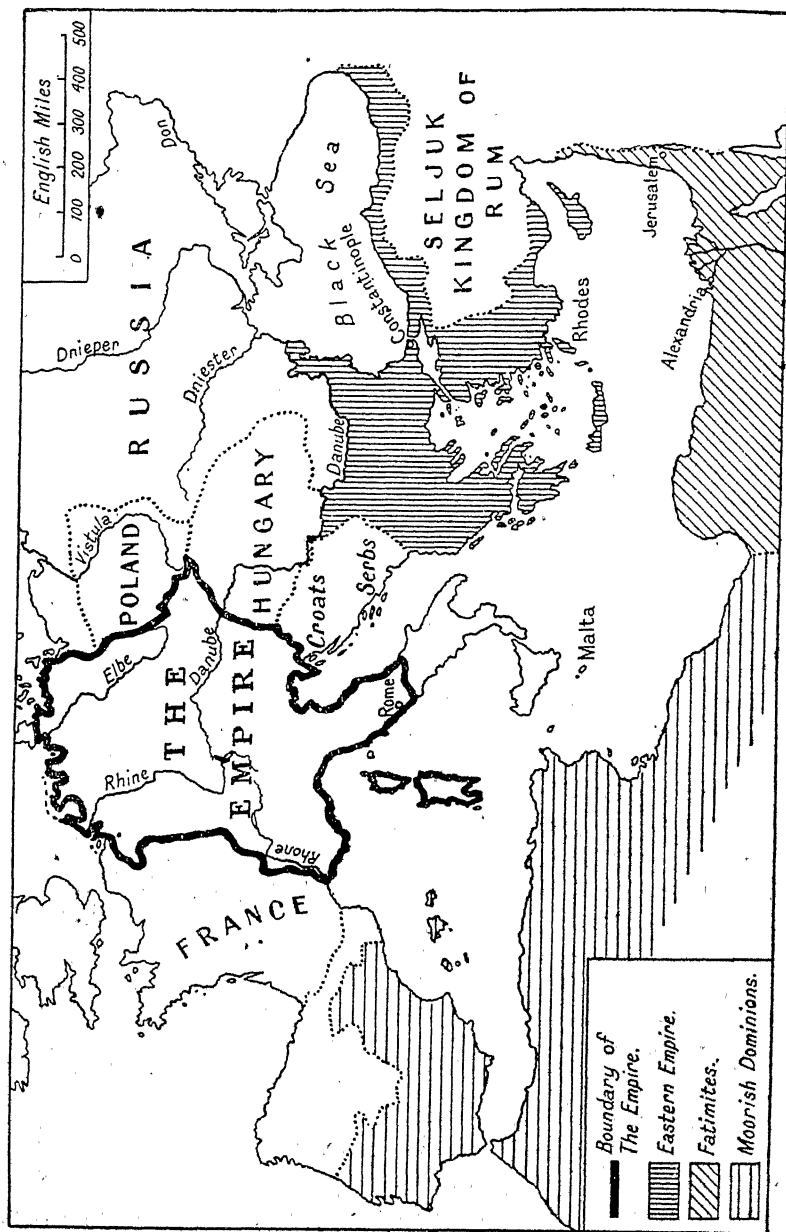 English Miles
0 100 200 300 400 500
RUSSIA
Don
Dnieper
Dniester
Vistula
POLAND
Elbe
Rhine
THE
EMPIRE
Danube
HUNGARY
Danube
Croats
Serbs
Black Sea
Constantinople
SELJUK
KINGDOM OF
RUM
FRANCE
Rhone
Rome
Malta
Rhodes
Jerusalem
Alexandria
Boundary of
The Empire.
Eastern Empire.
Fatimites.
Moorish Dominions.